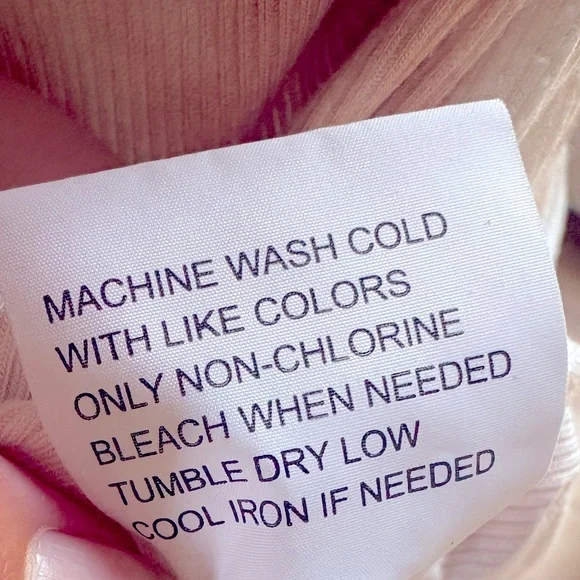 MACHINE WASH COLD
WITH LIKE COLORS
ONLY NON-CHLORINE
BLEACH WHEN NEEDED
TUMBLE DRY LOW
COOL IRON IF NEEDED